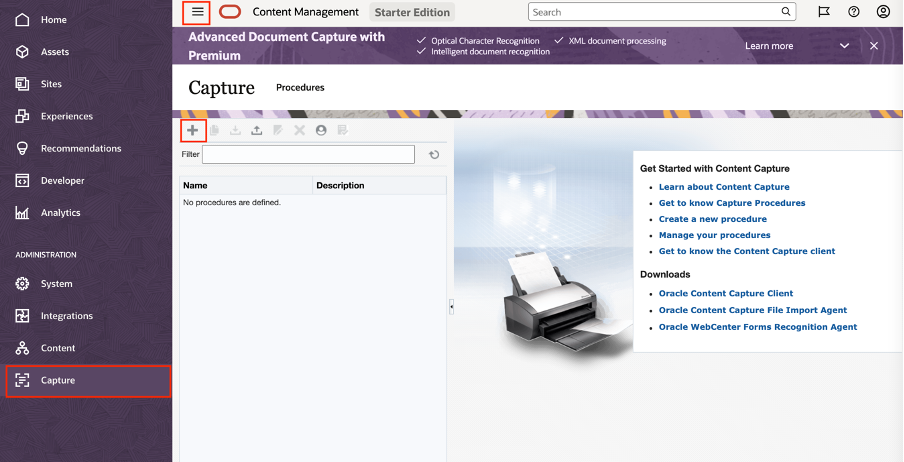 Home
Assets
Sites
Experiences
Recommendations
Developer
Analytics
ADMINISTRATION
System
Integrations
Content
Capture
Content Management Starter Edition
Search
Advanced Document Capture with
Premium
Optical Character Recognition
XML document processing
Intelligent document recognition
Learn more
Capture
Procedures
Filter
Name Description
No procedures are defined.
Get Started with Content Capture
Learn about Content Capture
Get to know Capture Procedures
Create a new procedure
Manage your procedures
Get to know the Content Capture client
Downloads
Oracle Content Capture Client
Oracle Content Capture File Import Agent
Oracle WebCenter Forms Recognition Agent